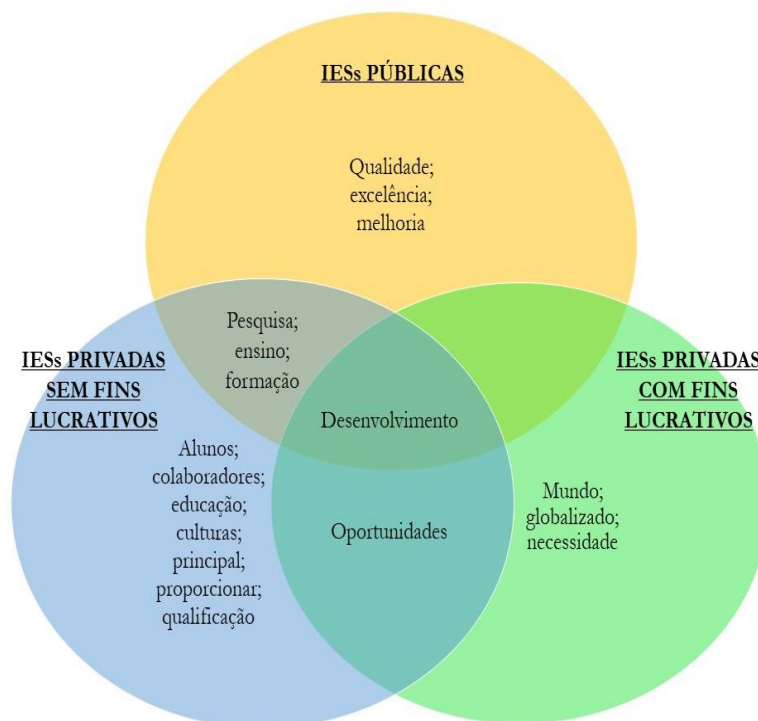 IESs PÚBLICAS
Qualidade;
excelência;
melhoria
Pesquisa;
ensino;
formação
IESs PRIVADAS
SEM FINS
LUCRATIVOS
IESs PRIVADAS
COM FINS
LUCRATIVOS
Desenvolvimento
Alunos;
colaboradores;
educação;
culturas;
principal;
proporcionar;
qualificação
Oportunidades
Mundo;
globalizado;
necessidade